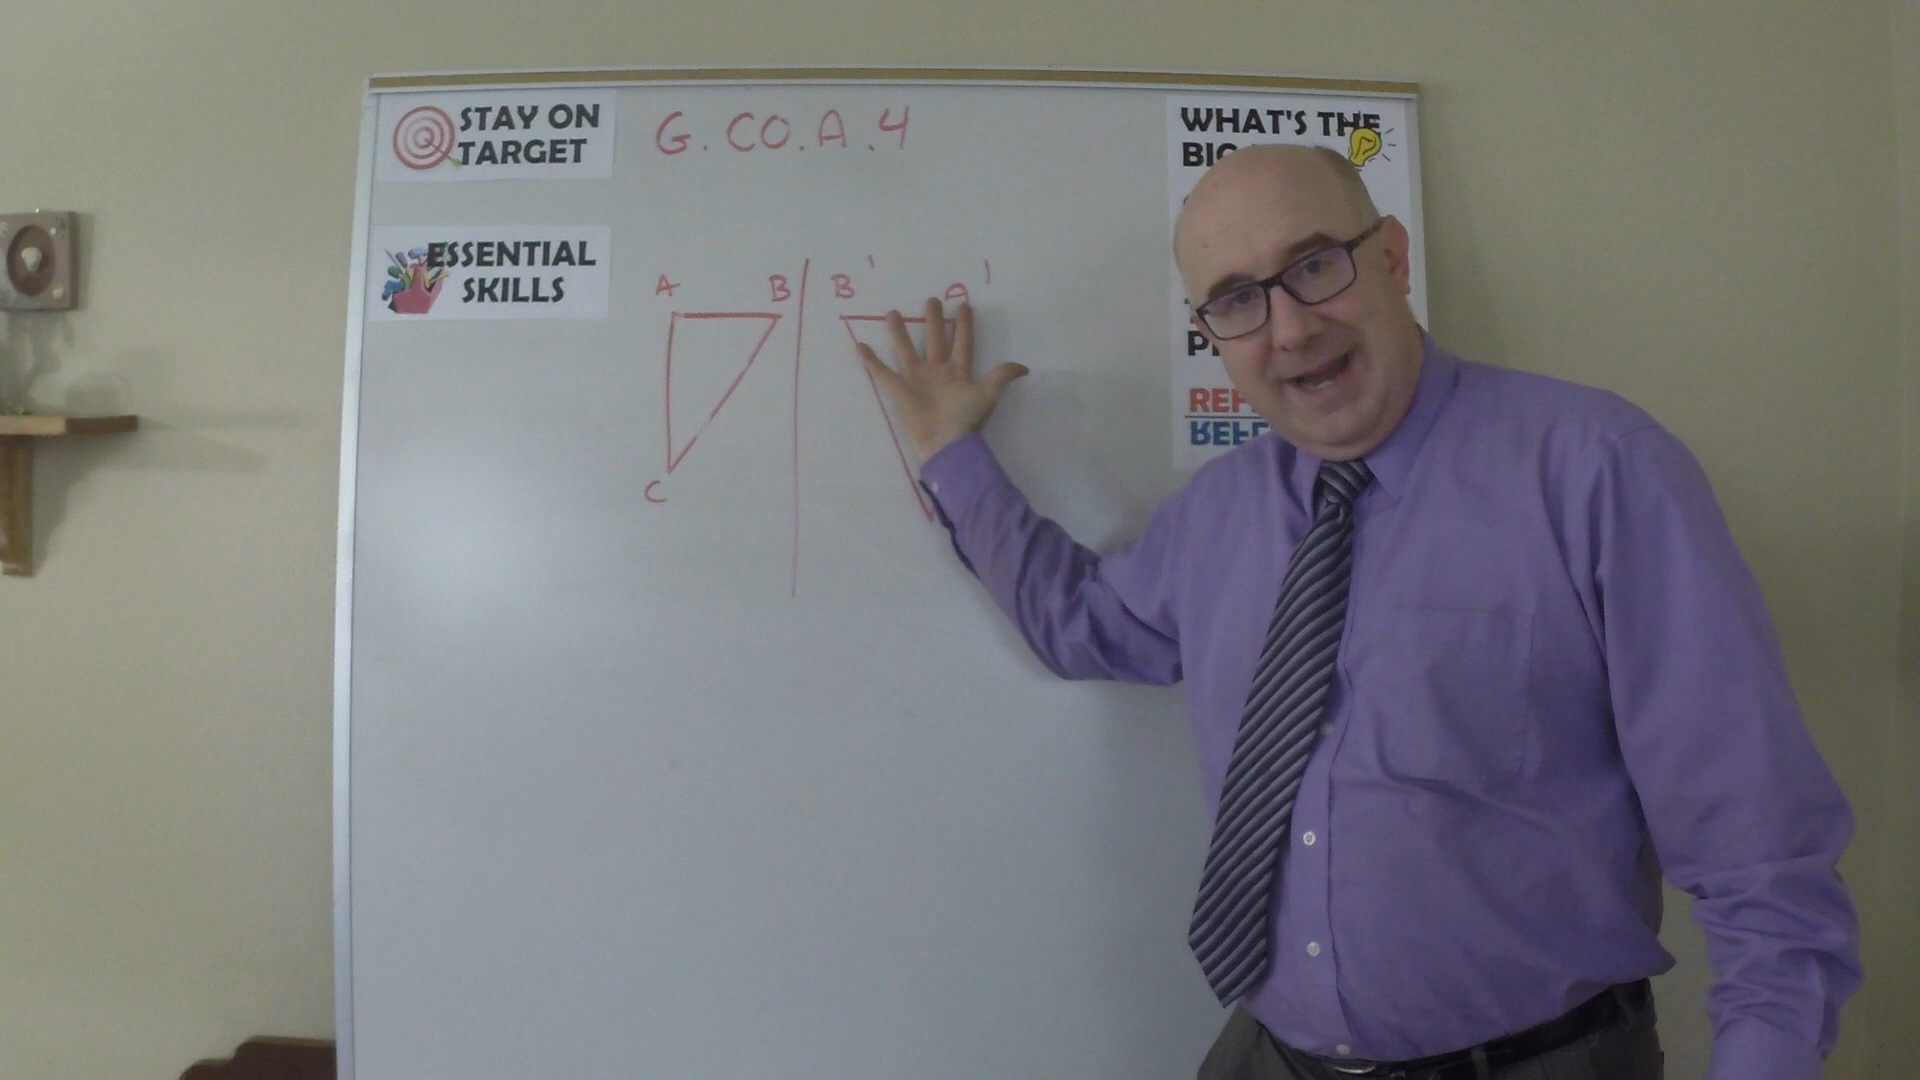 STAY ON
TARGET
G.CO.A.4
WHAT'S THE
ESSENTIAL
SKILLS
A B B' A'
C